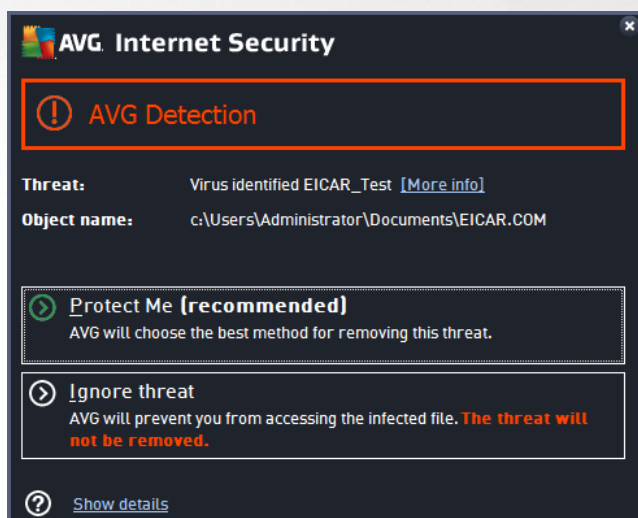 AVG Internet Security
AVG Detection
Threat: Virus identified EICAR_Test [More info]
Object name: c:\Users\Administrator\Documents\EICAR.COM
Protect Me (recommended)
AVG will choose the best method for removing this threat.
Ignore threat
AVG will prevent you from accessing the infected file. The threat will
not be removed.
Show details